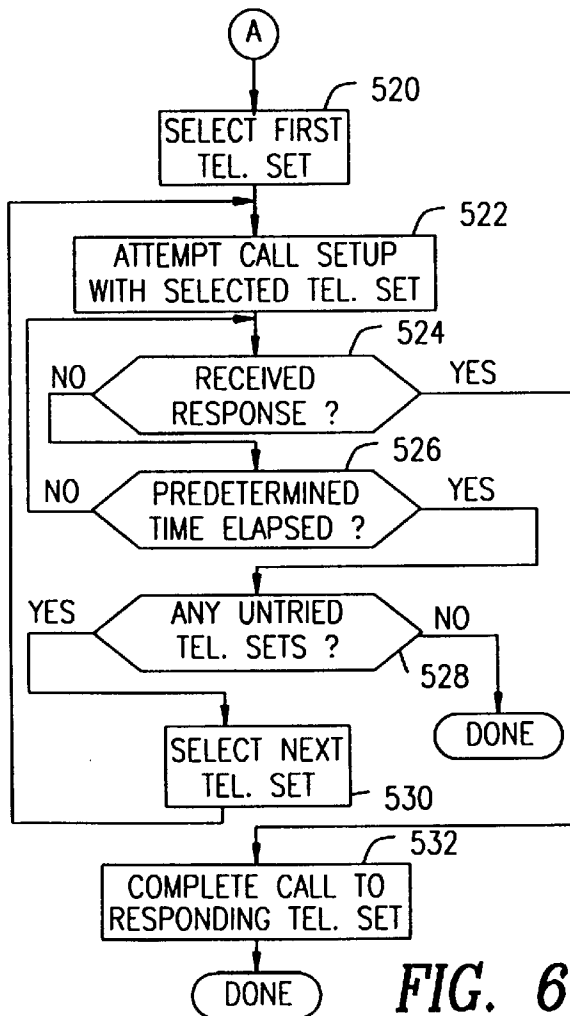 A
520
SELECT FIRST
TEL. SET
522
ATTEMPT CALL SETUP
WITH SELECTED TEL. SET
524
NO
RECEIVED
RESPONSE ?
YES
526
NO
PREDETERMINED
TIME ELAPSED ?
YES
YES
ANY UNTRIED
TEL. SETS ?
NO
528
DONE
SELECT NEXT
TEL. SET
530
532
COMPLETE CALL TO
RESPONDING TEL. SET
DONE
FIG. 6